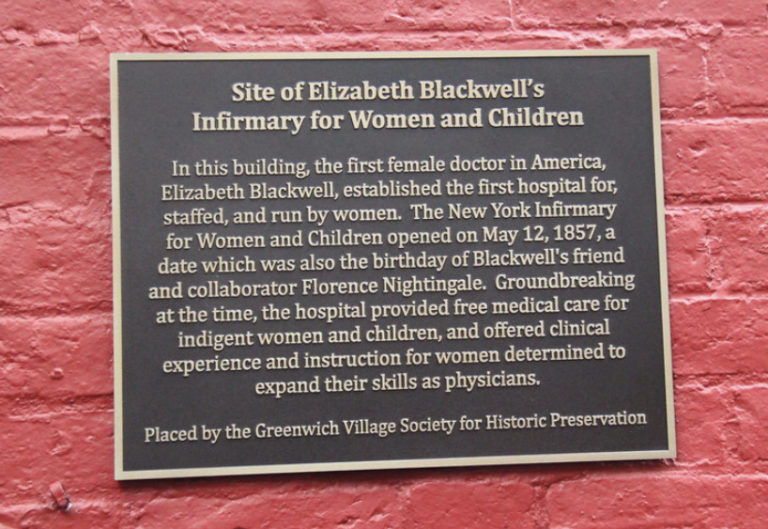 Site of Elizabeth Blackwell's
Infirmary for Women and Children
In this building, the first female doctor in America,
Elizabeth Blackwell, established the first hospital for,
staffed, and run by women. The New York Infirmary
for Women and Children opened on May 12, 1857, a
date which was also the birthday of Blackwell's friend
and collaborator Florence Nightingale. Groundbreaking
at the time, the hospital provided free medical care for
indigent women and children, and offered clinical
experience and instruction for women determined to
expand their skills as physicians.
Placed by the Greenwich Village Society for Historic Preservation